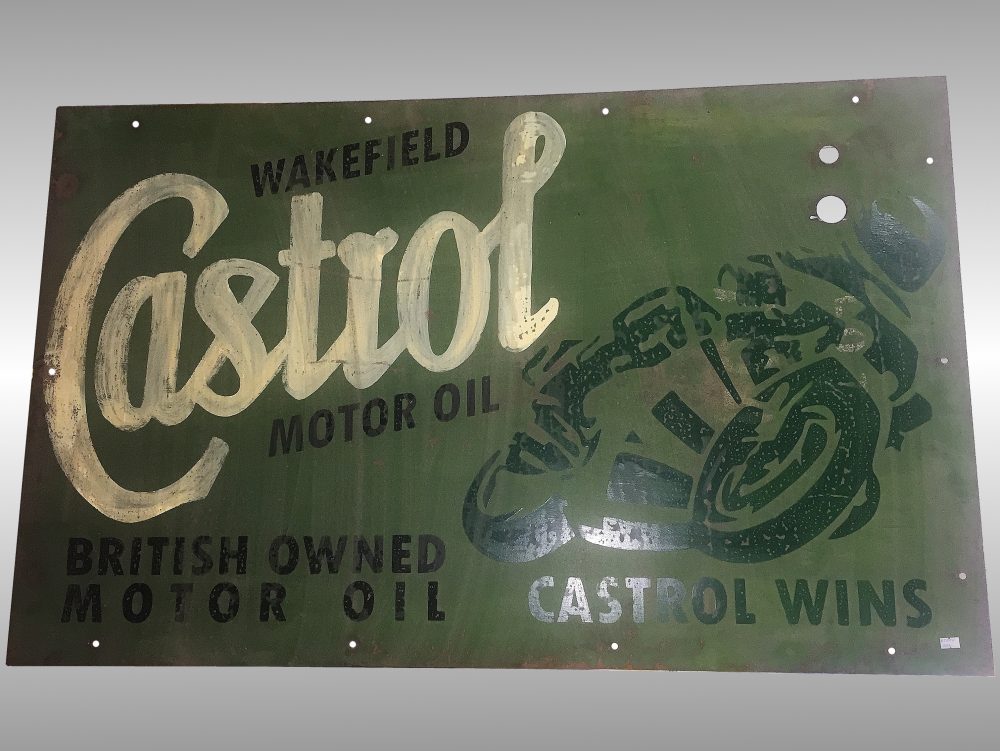 WAKEFIELD
Castrol
MOTOR OIL
BRITISH OWNED
MOTOR OIL
CASTROL WINS